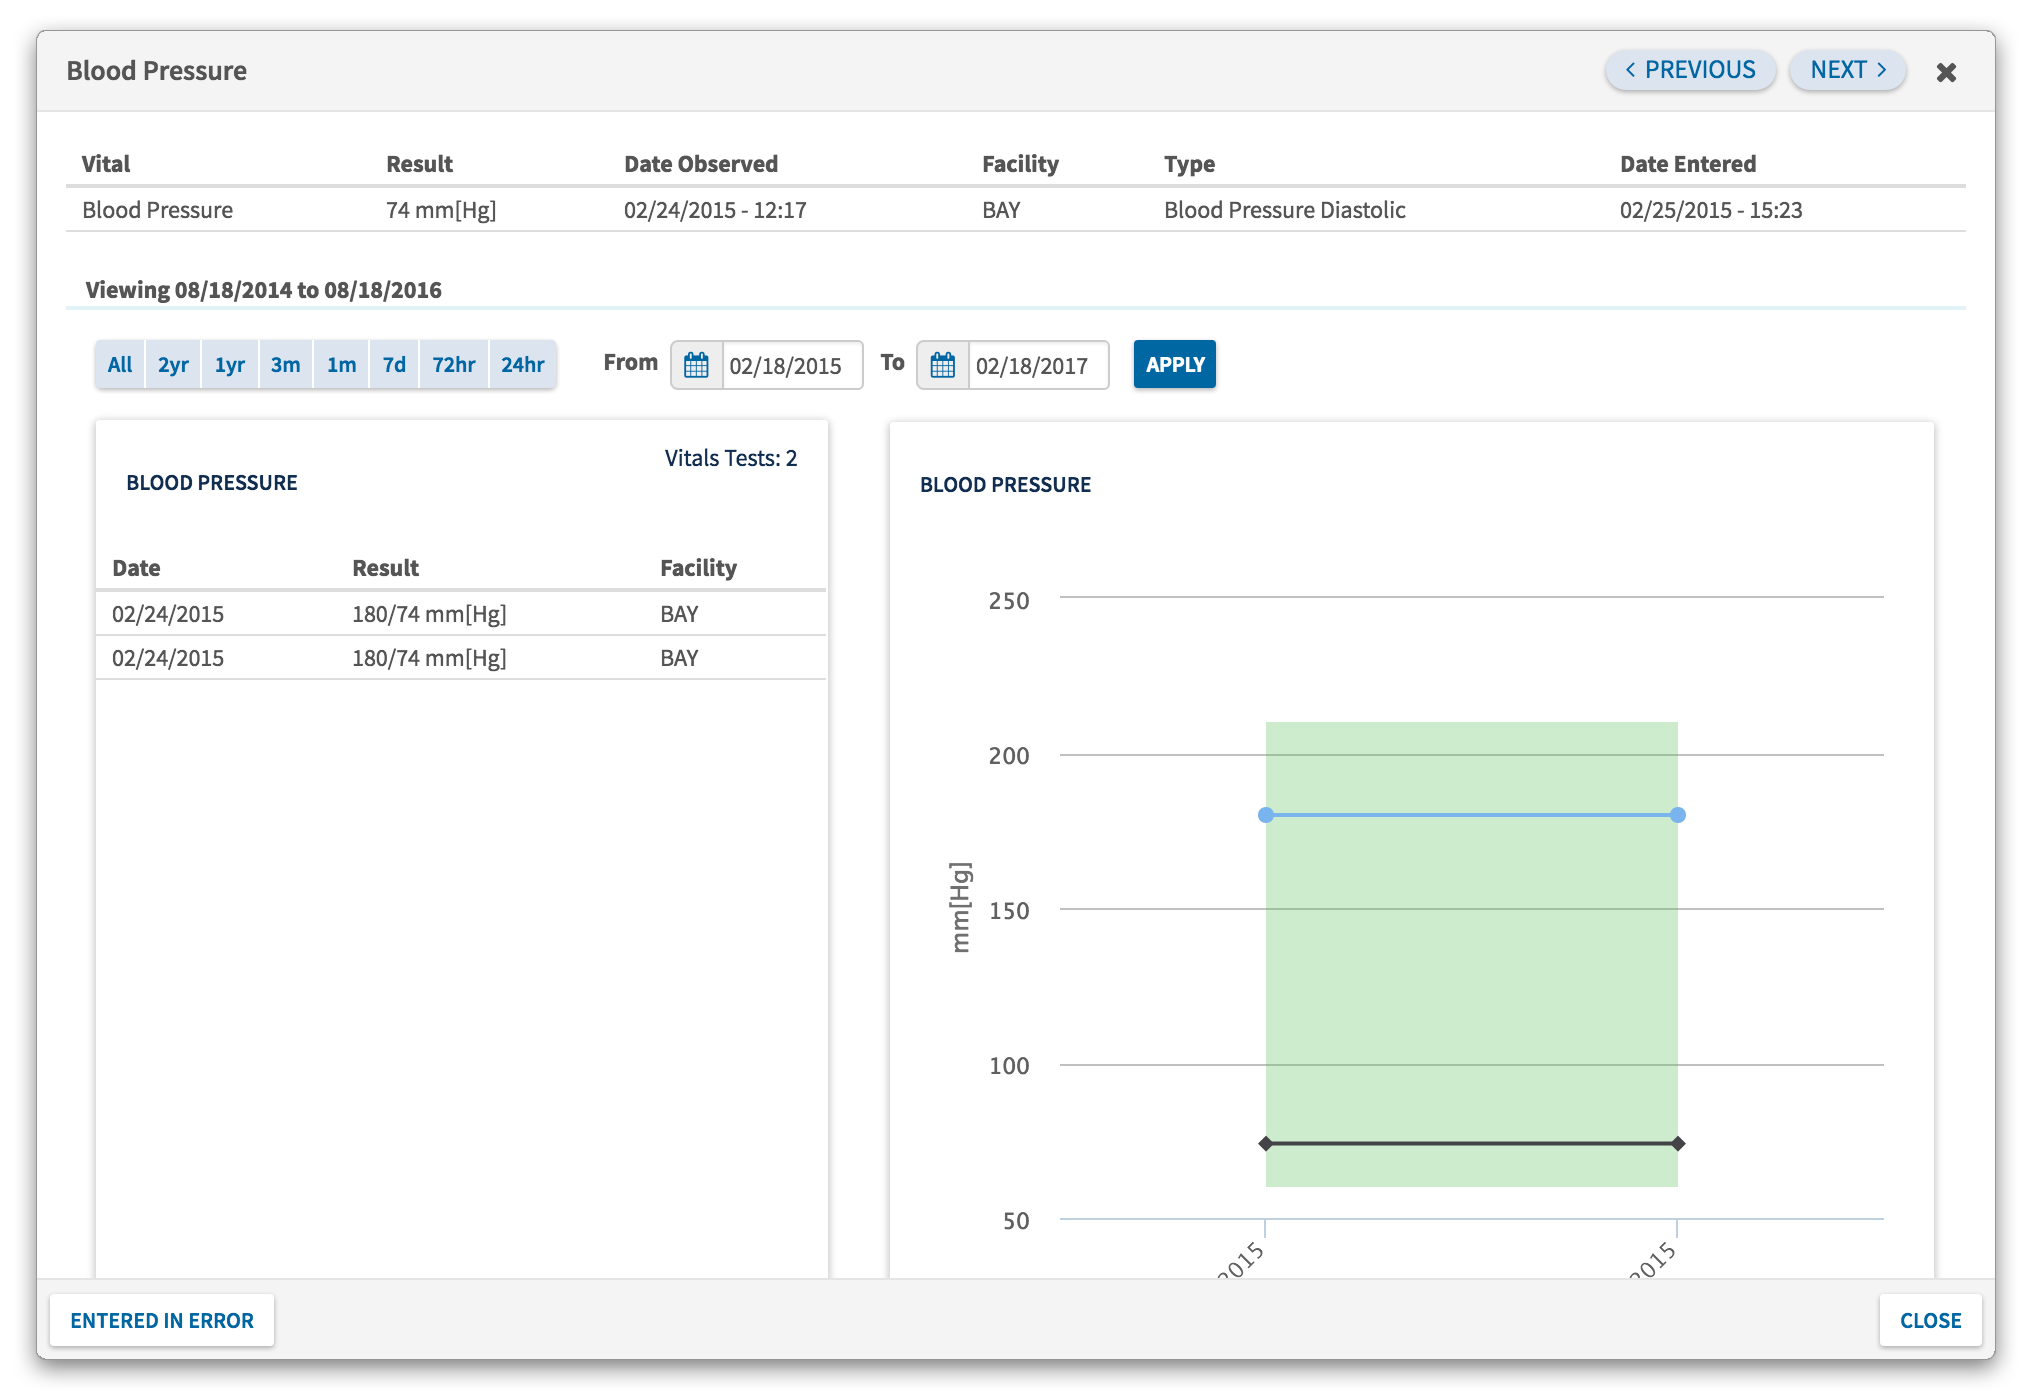 Blood Pressure
PREVIOUS NEXT
Vital Result Date Observed Facility Type Date Entered
Blood Pressure 74 mm[Hg] 02/24/2015 - 12:17 BAY Blood Pressure Diastolic 02/25/2015 - 15:23
Viewing 08/18/2014 to 08/18/2016
All 2yr 1yr 3m 1m 7d 72hr 24hr From 02/18/2015 To 02/18/2017 APPLY
Vitals Tests: 2
BLOOD PRESSURE
Date Result Facility
02/24/2015 180/74 mm[Hg] BAY
02/24/2015 180/74 mm[Hg] BAY
BLOOD PRESSURE
250
200
150
100
50
mm[Hg]
2015 2015
ENTERED IN ERROR CLOSE